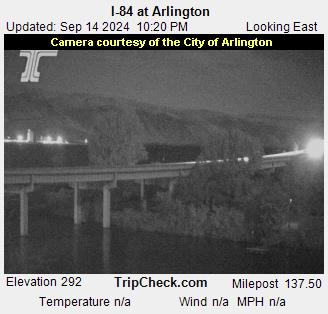 I-84 at Arlington
Updated: Sep 14 2024 10:20 PM Looking East
Camera courtesy of the City of Arlington
Elevation 292 TripCheck.com Milepost 137.50
Temperature n/a Wind n/a MPH n/a